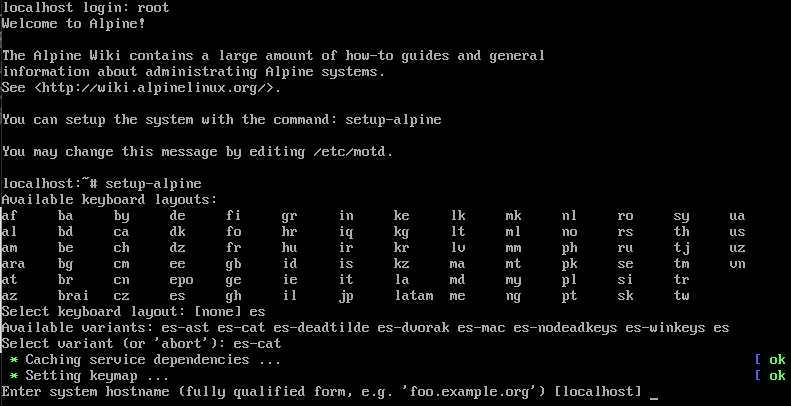 localhost login: root
Welcome to Alpine!
The Alpine Wiki contains a large amount of how-to guides and general
information about administrating Alpine systems.
See <http://wiki.alpinelinux.org/>.
You can setup the system with the command: setup-alpine
You may change this message by editing /etc/motd.
localhost:~# setup-alpine
Available keyboard layouts:
af ba by de fi gr in ke lk mk nl ro sy ua
al bd ca dk fo hr iq kg lt ml no rs th us
am be ch dz fr hu ir kr lv mm ph ru tj uz
ara bg cm ee gb id is kz ma mt pk se tm vn
at br cn epo ge ie it la md my pl si tr
az brai cz es gh il jp latam me ng pt sk tw
Select keyboard layout: [none] es
Available variants: es-ast es-cat es-deadtilde es-dvorak es-mac es-nodeadkeys es-winkeys es
Select variant (or 'abort'): es-cat
* Caching service dependencies ... [ ok
* Setting keymap ... [ ok
Enter system hostname (fully qualified form, e.g. 'foo.example.org') [localhost] _